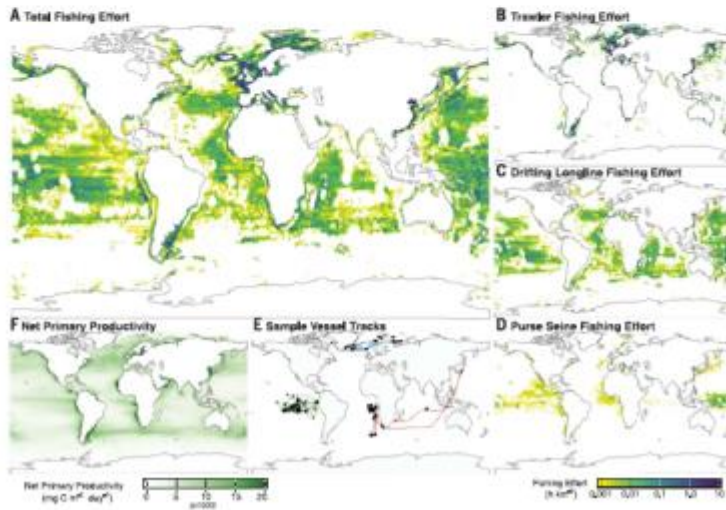 A Total Fishing Effort
B Trawler Fishing Effort
C Drifting Longline Fishing Effort
F Net Primary Productivity
E Sample Vessel Tracks
D Purse Seine Fishing Effort
Net Primary Productivity
0 5 10 15 20
Fishing Effort
0.001 0.01 0.1 1.0 10